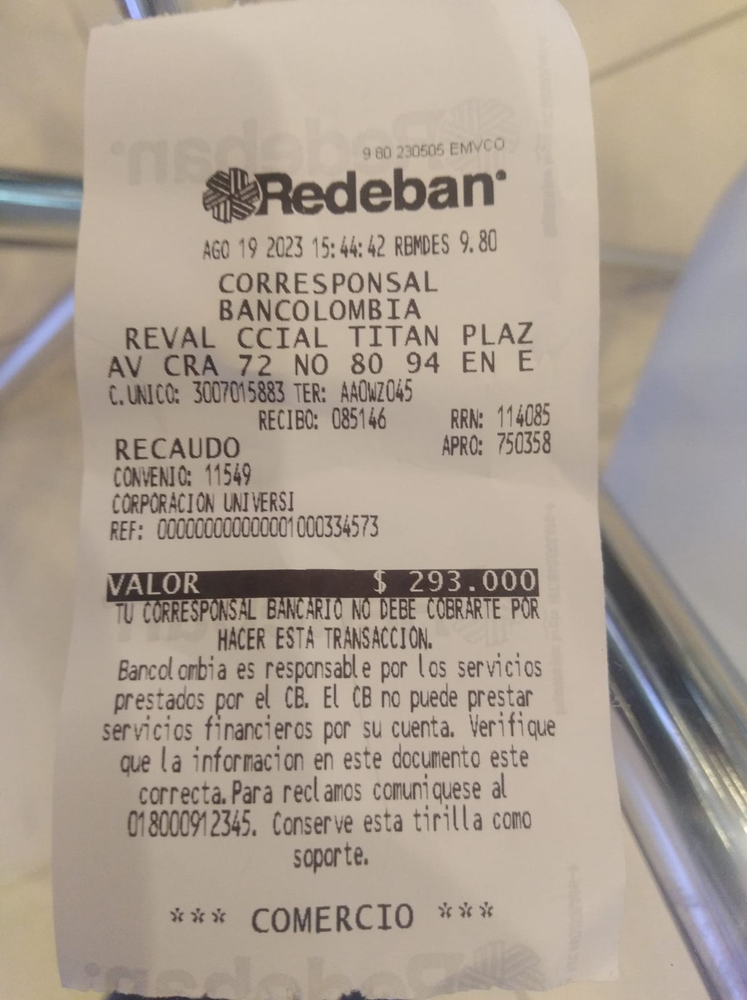 9 80 230505 EMVCO
Redeban
AGO 19 2023 15:44:42 RBMDES 9.80
CORRESPONSAL
BANCOLOMBIA
REVAL CCIAL TITAN PLAZ
AV CRA 72 NO 80 94 EN E
C.UNICO: 3007015883 TER: AAOWZ045
RECIBO: 085146 RRN: 114085
RECAUDO APRO: 750358
CONVENIO: 11549
CORPORACION UNIVERSI
REF: 000000000000001000334573
VALOR $ 293.000
TU CORRESPONSAL BANCARIO NO DEBE COBRARTE POR
HACER ESTA TRANSACCION.
Bancolombia es responsable por los servicios
prestados por el CB. El CB no puede prestar
servicios financieros por su cuenta. Verifique
que la informacion en este documento este
correcta.Para reclamos comuniquese al
018000912345. Conserve esta tirilla como
soporte.
*** COMERCIO ***